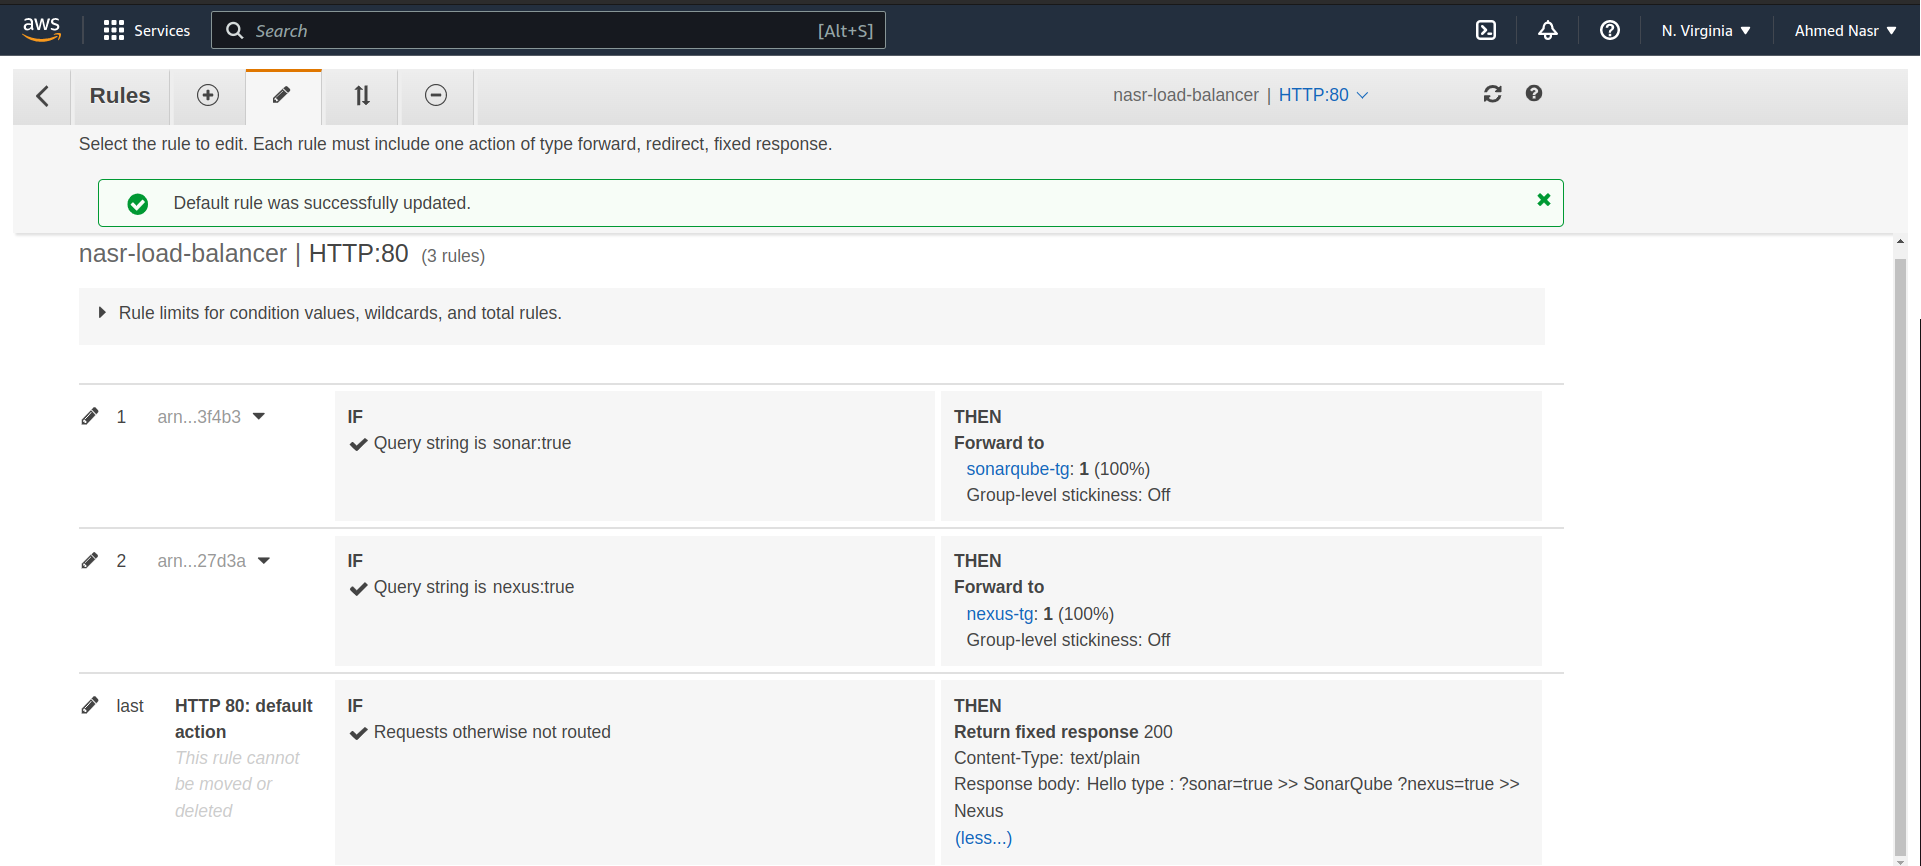 aws
Services
Search
[Alt+S]
N. Virginia
Ahmed Nasr
Rules
nasr-load-balancer | HTTP:80
Select the rule to edit. Each rule must include one action of type forward, redirect, fixed response.
Default rule was successfully updated.
nasr-load-balancer | HTTP:80 (3 rules)
Rule limits for condition values, wildcards, and total rules.
1
arn...3f4b3
IF
Query string is sonar:true
THEN
Forward to
sonarqube-tg: 1 (100%)
Group-level stickiness: Off
2
arn...27d3a
IF
Query string is nexus:true
THEN
Forward to
nexus-tg: 1 (100%)
Group-level stickiness: Off
last
HTTP 80: default
action
This rule cannot
be moved or
deleted
IF
Requests otherwise not routed
THEN
Return fixed response 200
Content-Type: text/plain
Response body: Hello type : ?sonar=true >> SonarQube ?nexus=true >>
Nexus
(less...)